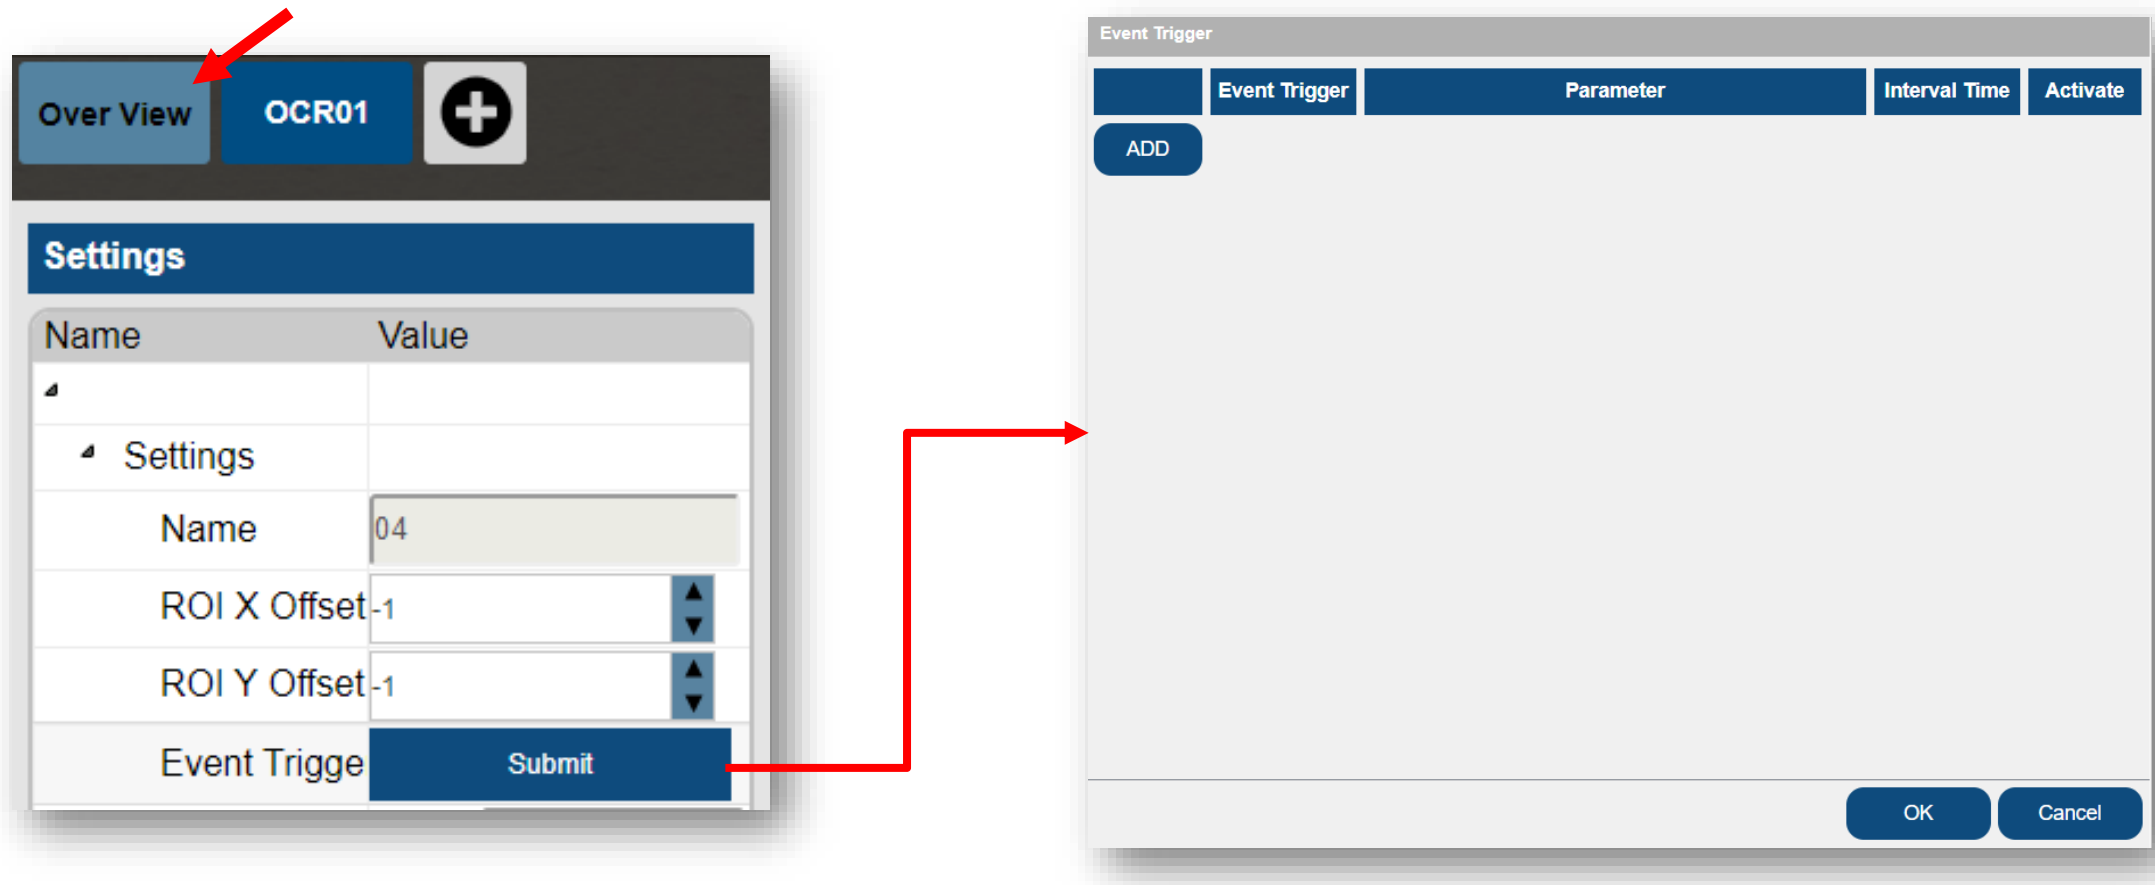 Over View OCR01
Settings
Name Value
Settings
Name 04
ROI X Offset -1
ROI Y Offset -1
Event Trigge Submit
Event Trigger
Event Trigger Parameter Interval Time Activate
ADD
OK Cancel